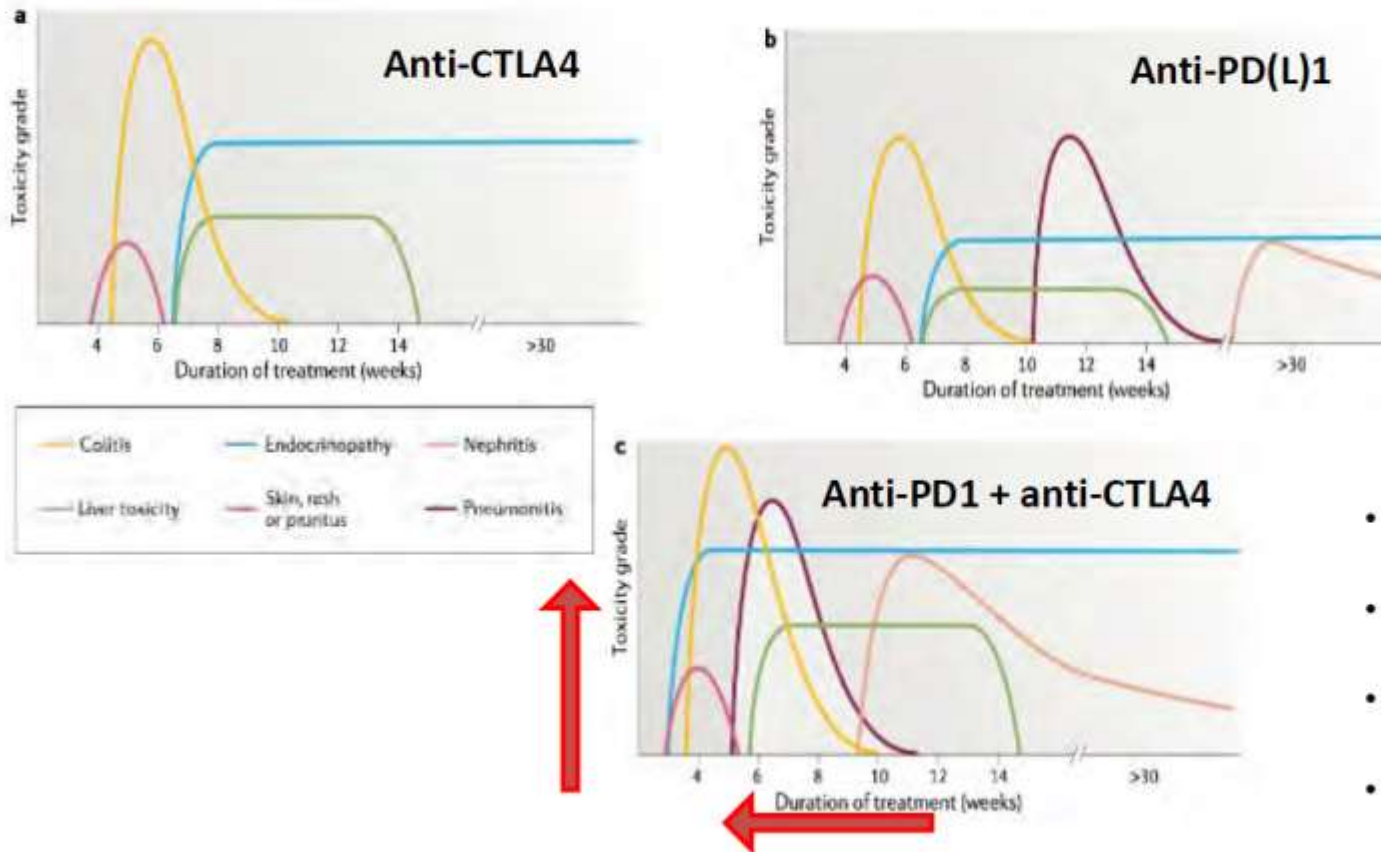 a
Anti-CTLA4
Toxicity grade
4 6 8 10 12 14 >30
Duration of treatment (weeks)
b
Anti-PD(L)1
Toxicity grade
4 6 8 10 12 14 >30
Duration of treatment (weeks)
Colitis Endocrinopathy Nephritis
Liver toxicity Skin, rash or pruritus Pneumonitis
c
Anti-PD1 + anti-CTLA4
Toxicity grade
4 6 8 10 12 14 >30
Duration of treatment (weeks)
•
•
•
•